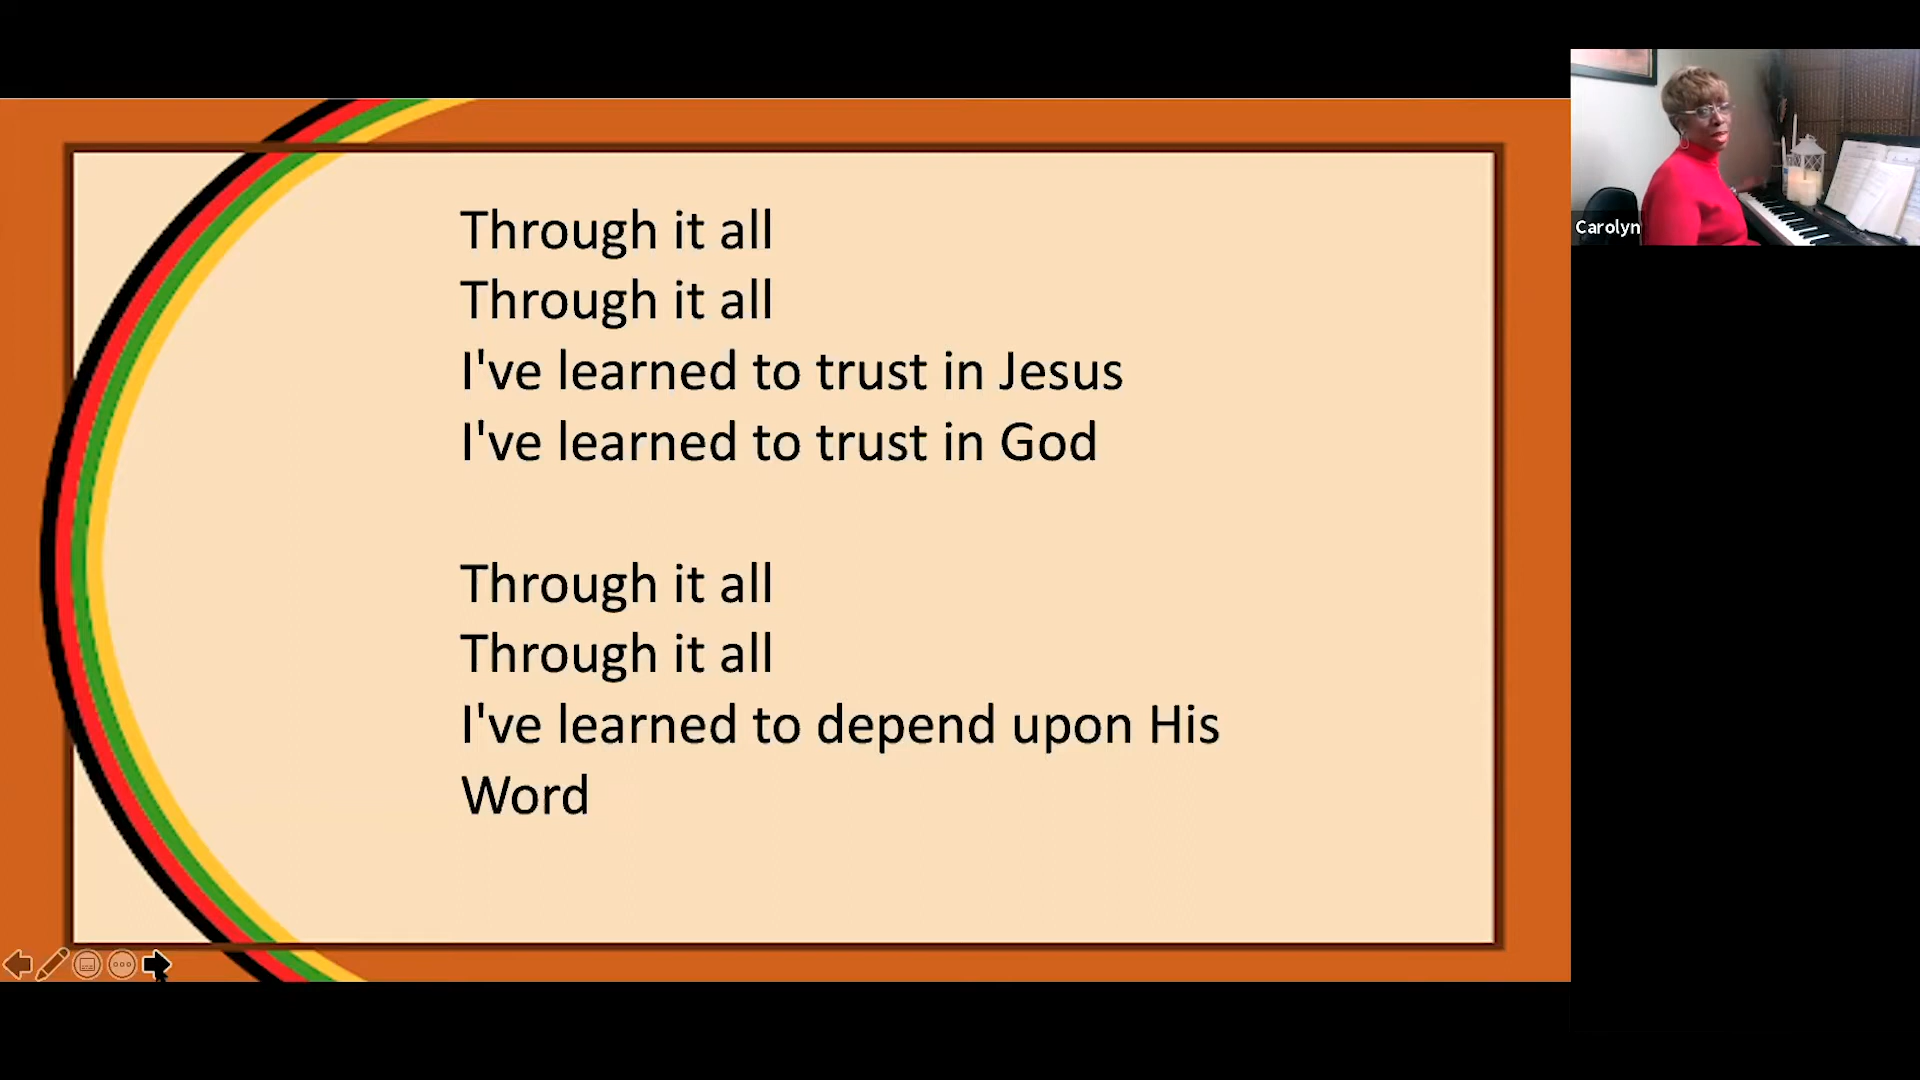 Through it all
Through it all
I've learned to trust in Jesus
I've learned to trust in God
Through it all
Through it all
I've learned to depend upon His
Word
Carolyn